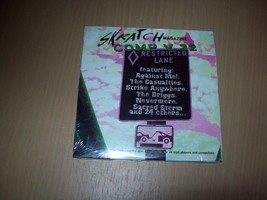 SKRATCH MAGAZINE
COMP V.22
RESTRICTED
LANE
featuring:
Against Me!,
The Casualties,
Strike Anywhere,
The Briggs,
Nevermore,
Sacred Storm
and 24 others...